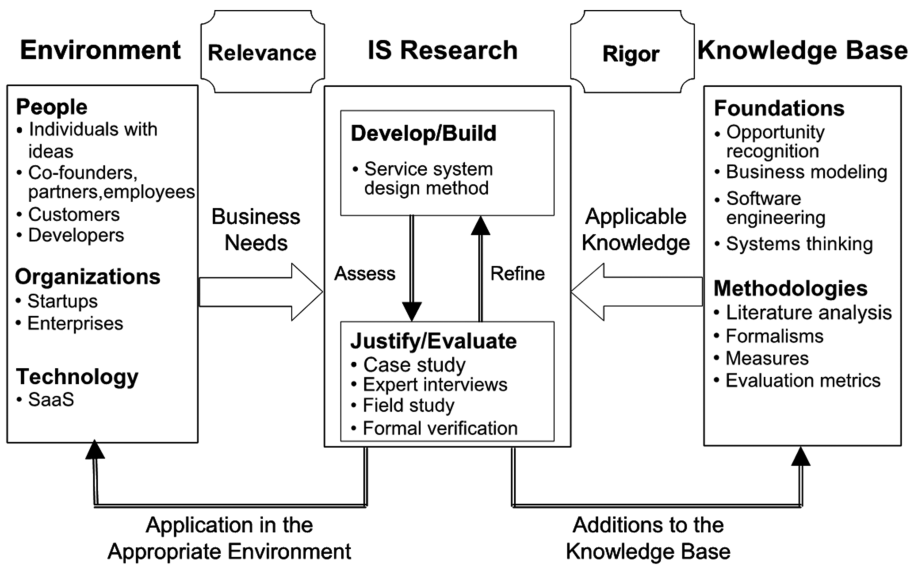 Environment
Relevance
IS Research
Rigor
Knowledge Base
People
• Individuals with
ideas
• Co-founders,
partners,employees
• Customers
• Developers
Organizations
• Startups
• Enterprises
Technology
• SaaS
Business
Needs
Develop/Build
• Service system
design method
Assess
Refine
Justify/Evaluate
• Case study
• Expert interviews
• Field study
• Formal verification
Applicable
Knowledge
Foundations
• Opportunity
recognition
• Business modeling
• Software
engineering
• Systems thinking
Methodologies
• Literature analysis
• Formalisms
• Measures
• Evaluation metrics
Application in the
Appropriate Environment
Additions to the
Knowledge Base